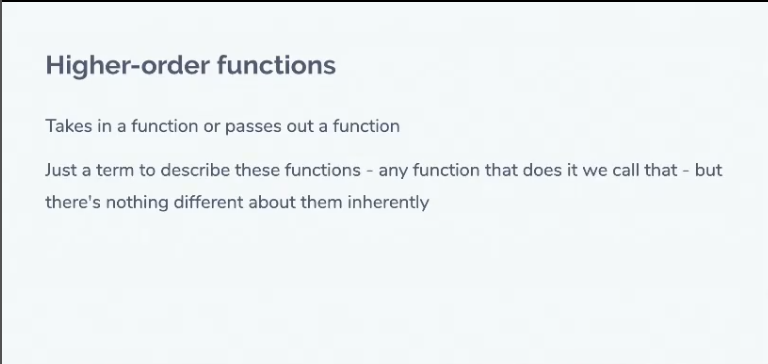 Higher-order functions
Takes in a function or passes out a function
Just a term to describe these functions - any function that does it we call that - but
there's nothing different about them inherently